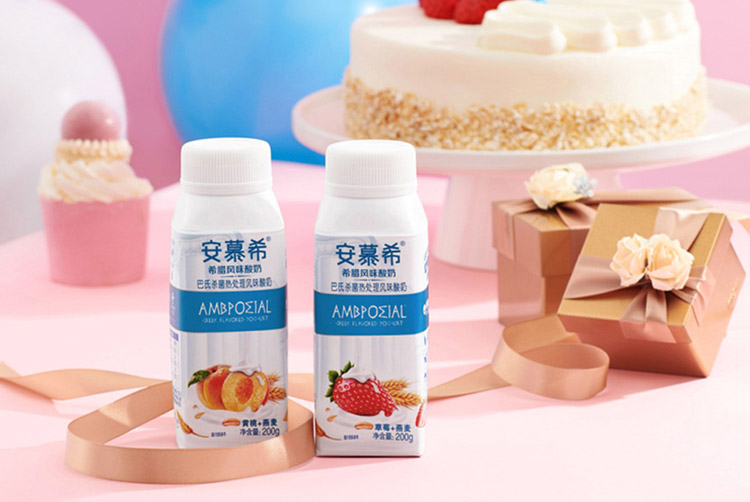 安慕希®
希腊风味酸奶
巴氏杀菌热处理风味酸奶
AMBPOΣIAL
GREEK FLAVORED YOGHURT
黄桃+燕麦
净含量:200g
安慕希®
希腊风味酸奶
巴氏杀菌热处理风味酸奶
AMBPOΣIAL
GREEK FLAVORED YOGHURT
草莓+燕麦
净含量:200g